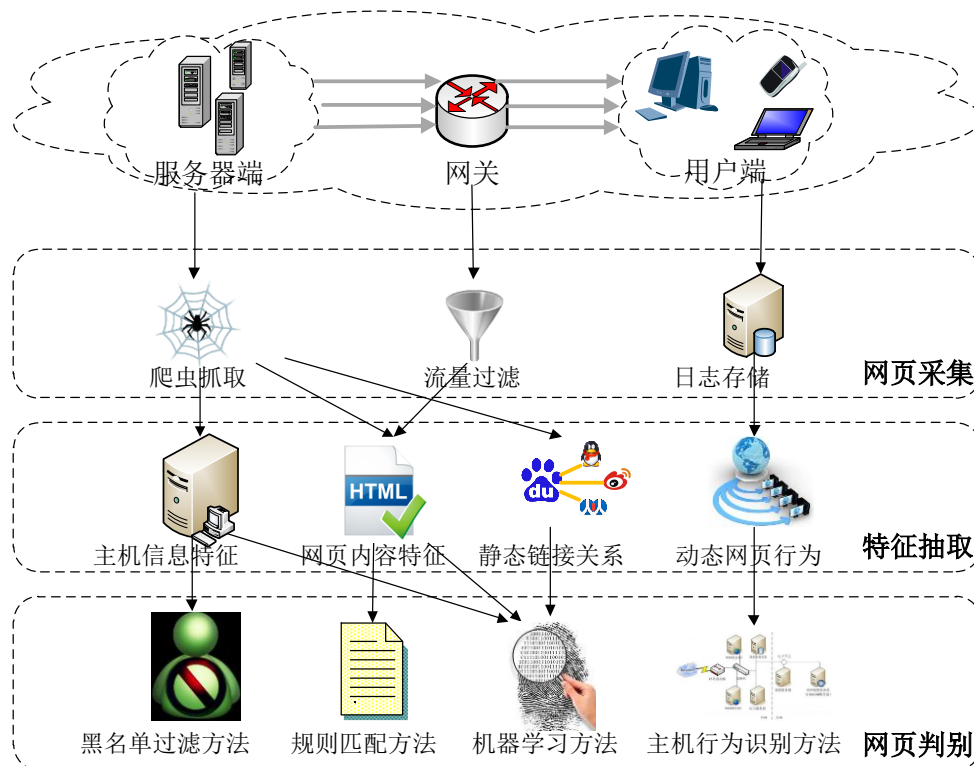 服务器端
网关
用户端
爬虫抓取
流量过滤
日志存储
网页采集
HTML
du
主机信息特征
网页内容特征
静态链接关系
动态网页行为
特征抽取
黑名单过滤方法
规则匹配方法
机器学习方法
主机行为识别方法
网页判别